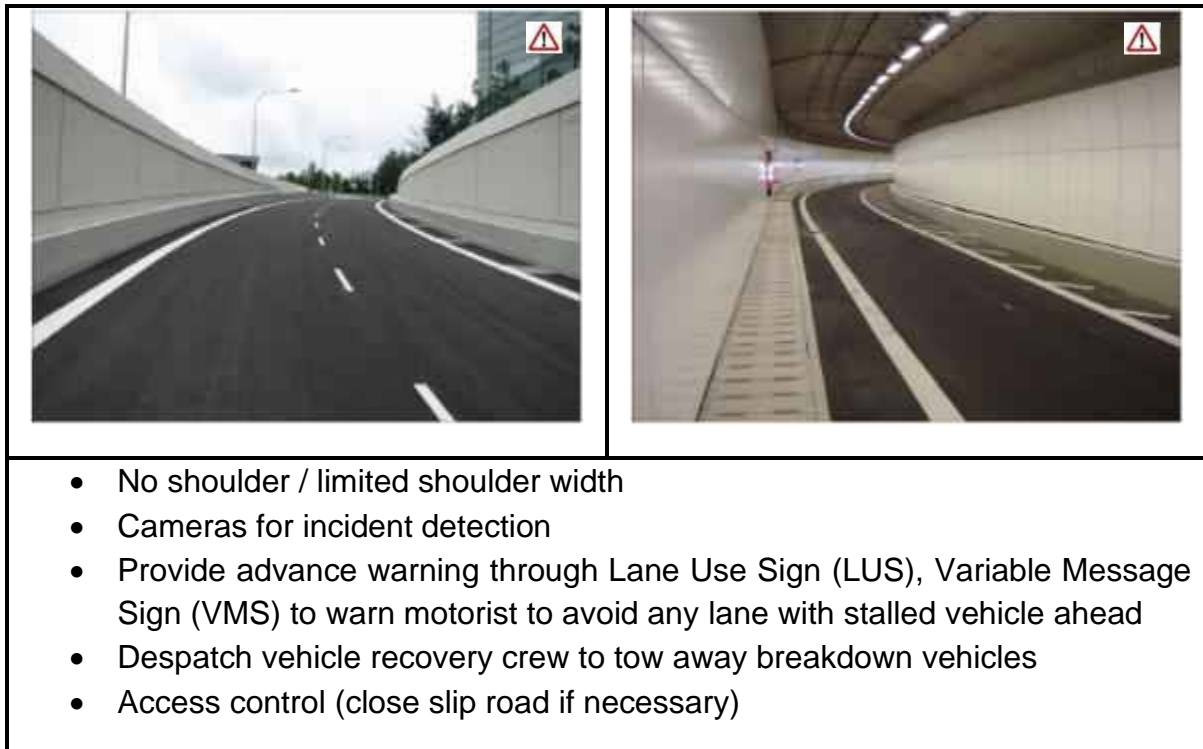 • No shoulder / limited shoulder width
• Cameras for incident detection
• Provide advance warning through Lane Use Sign (LUS), Variable Message
Sign (VMS) to warn motorist to avoid any lane with stalled vehicle ahead
• Despatch vehicle recovery crew to tow away breakdown vehicles
• Access control (close slip road if necessary)